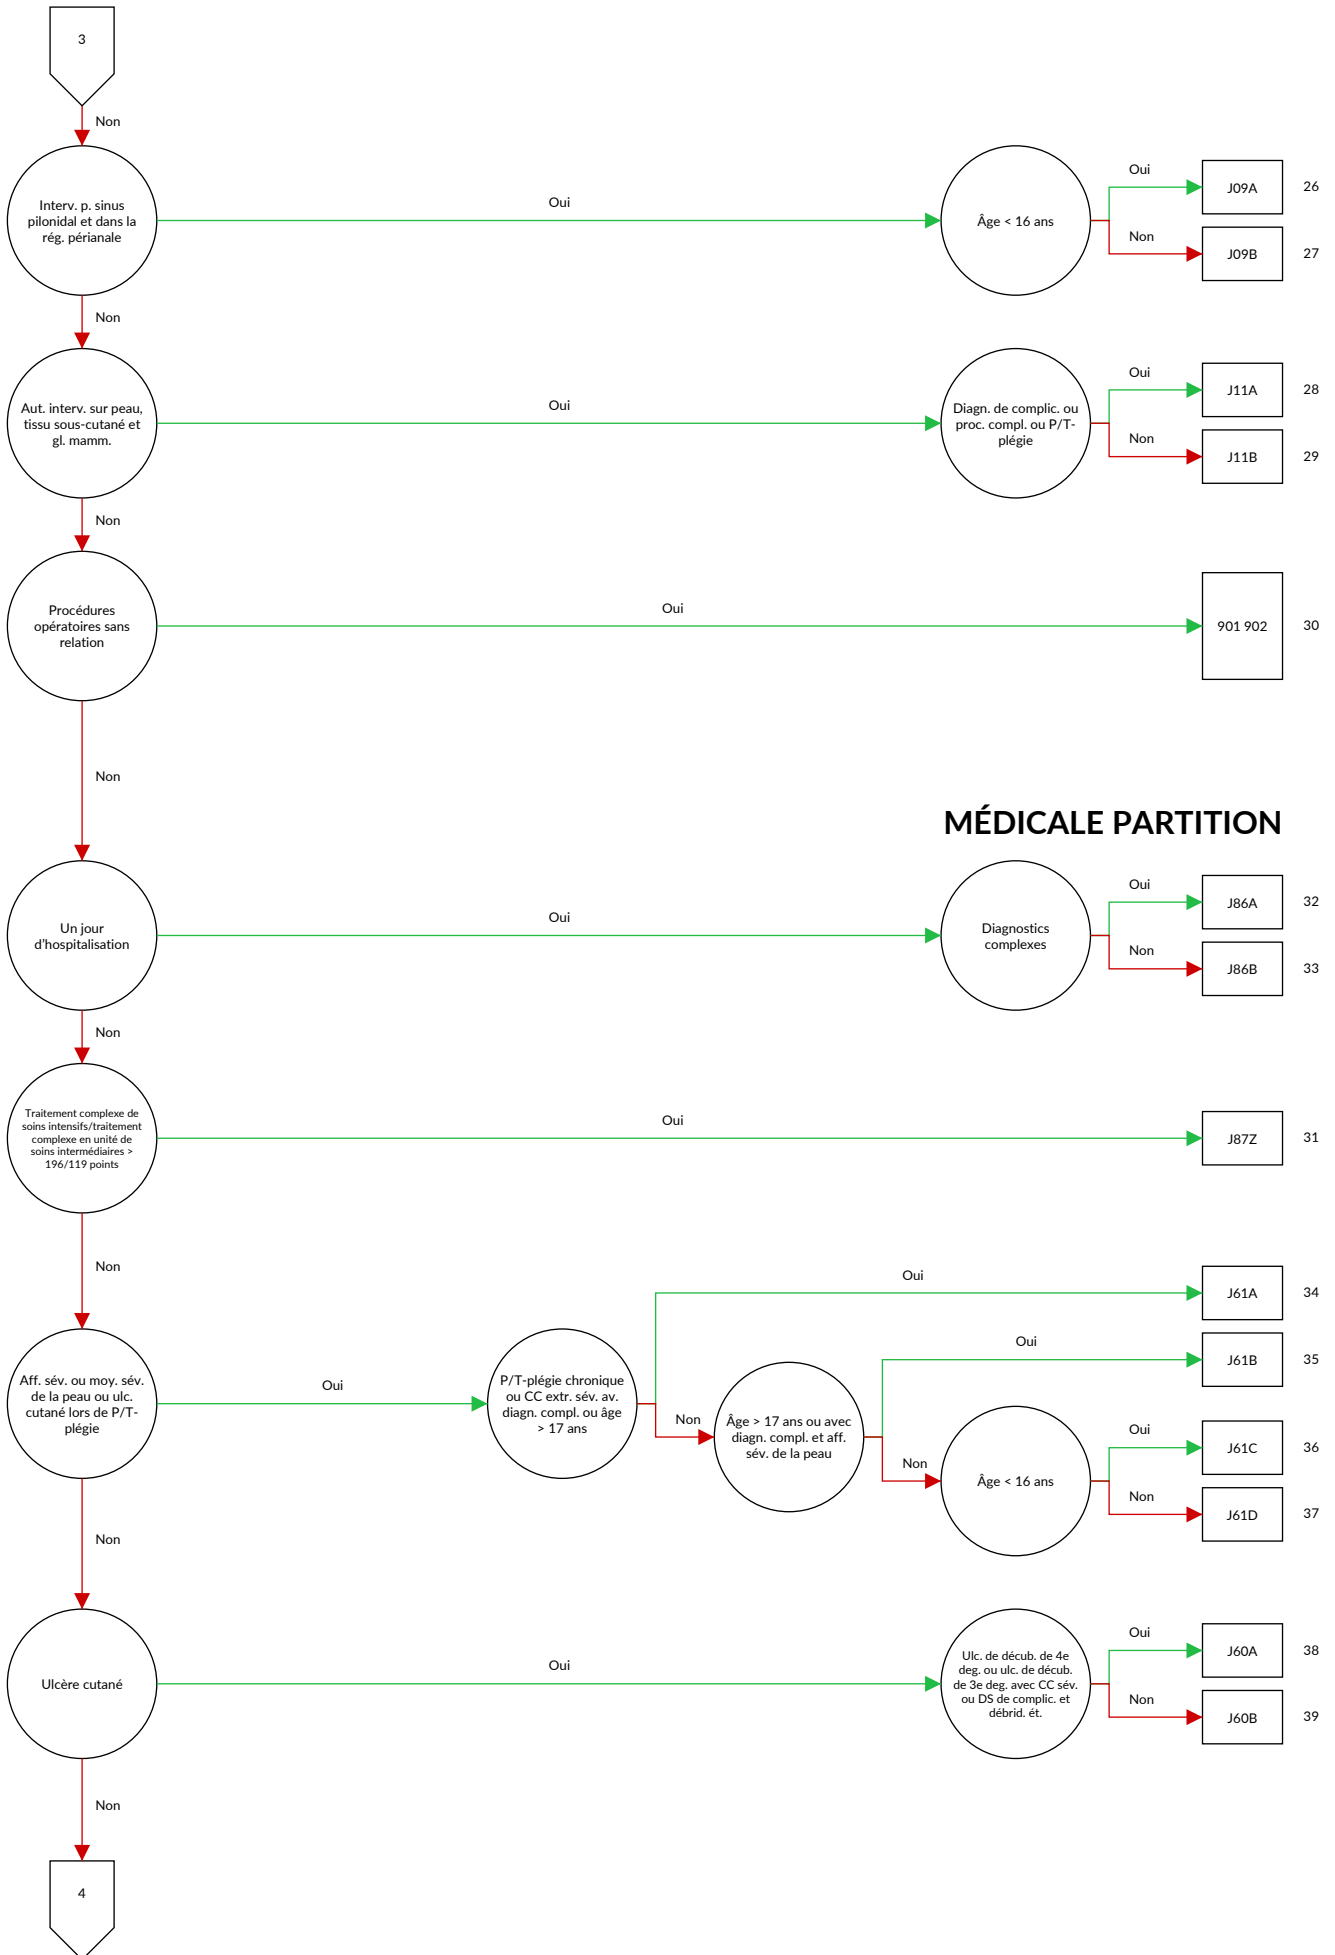 3
Non
Interv. p. sinus
pilonidal et dans la
rég. périanale
Oui
Âge < 16 ans
Oui
J09A
26
Non
J09B
27
Non
Aut. interv. sur peau,
tissu sous-cutané et
gl. mamm.
Oui
Diagn. de complic. ou
proc. compl. ou P/T-
plégie
Oui
J11A
28
Non
J11B
29
Non
Procédures
opératoires sans
relation
Oui
901 902
30
Non
MÉDICALE PARTITION
Un jour
d'hospitalisation
Oui
Diagnostics
complexes
Oui
J86A
32
Non
J86B
33
Non
Traitement complexe de
soins intensifs/traitement
complexe en unité de
soins intermédiaires >
196/119 points
Oui
J87Z
31
Non
Aff. sév. ou moy. sév.
de la peau ou ulc.
cutané lors de P/T-
plégie
Oui
P/T-plégie chronique
ou CC extr. sév. av.
diagn. compl. ou âge
> 17 ans
Oui
J61A
34
Non
Âge > 17 ans ou avec
diagn. compl. et aff.
sév. de la peau
Oui
J61B
35
Non
Âge < 16 ans
Oui
J61C
36
Non
J61D
37
Non
Ulcère cutané
Oui
Ulc. de décub. de 4e
deg. ou ulc. de décub.
de 3e deg. avec CC sév.
ou DS de complic. et
débrid. ét.
Oui
J60A
38
Non
J60B
39
Non
4